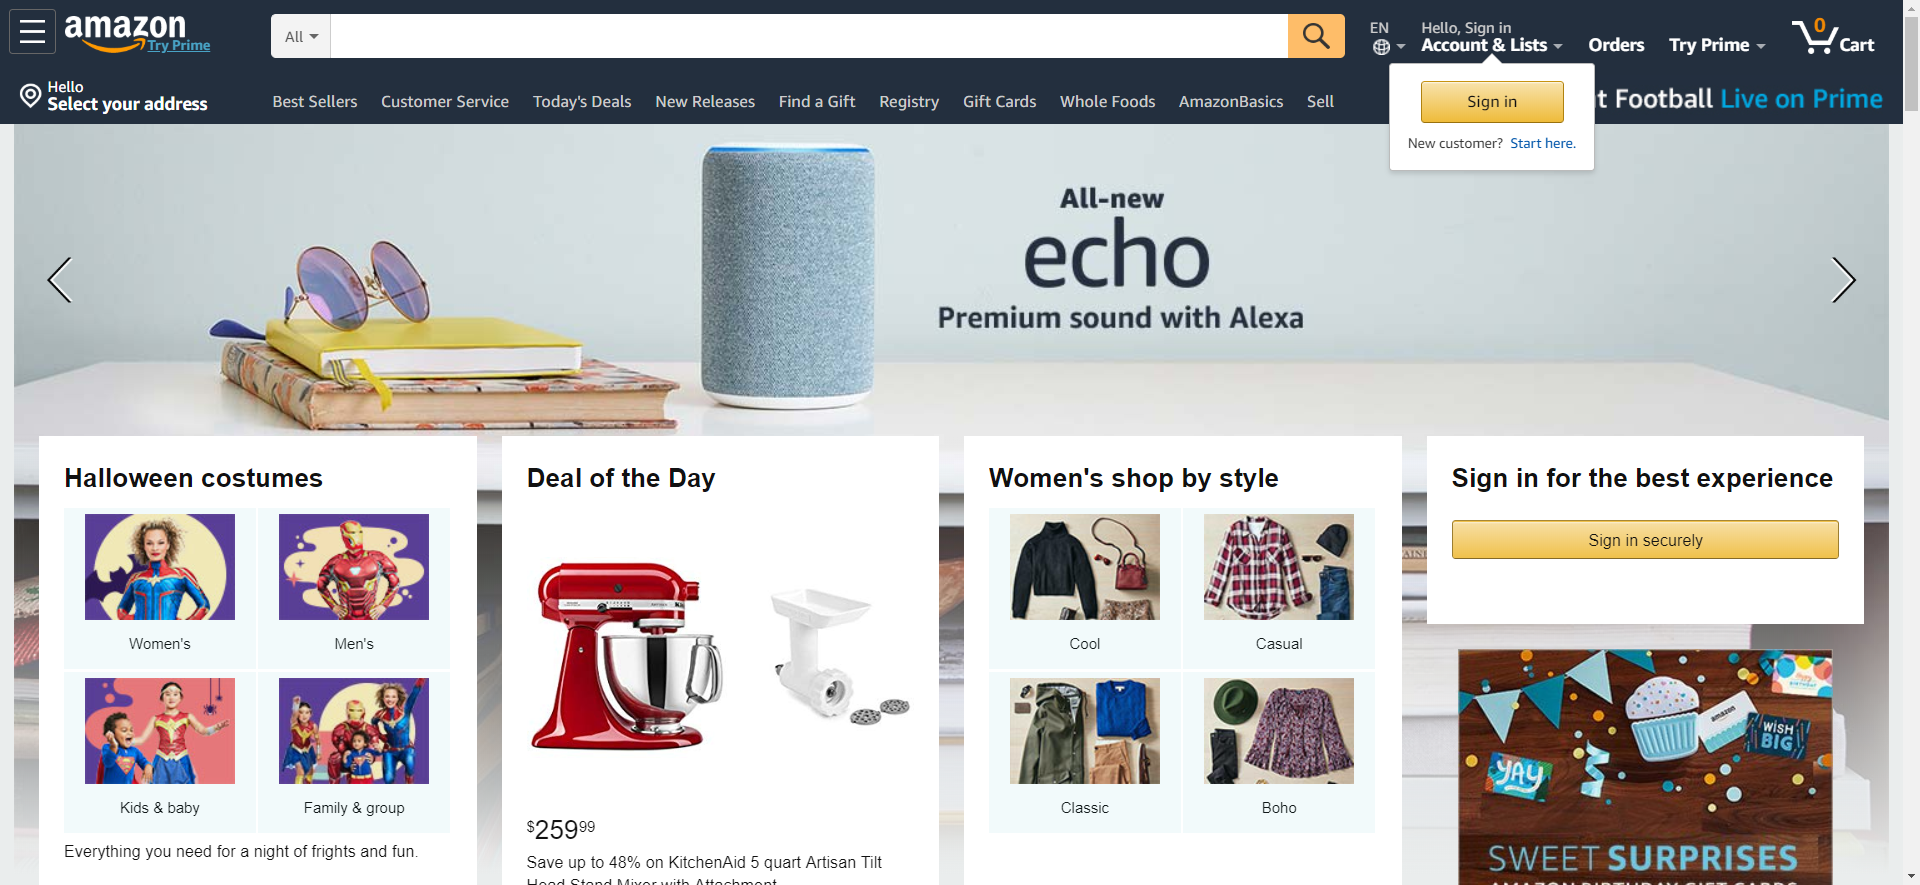 amazon
Try Prime
All
EN
Hello, Sign in
Account & Lists
Orders
Try Prime
0
Cart
Hello
Select your address
Best Sellers
Customer Service
Today's Deals
New Releases
Find a Gift
Registry
Gift Cards
Whole Foods
AmazonBasics
Sell
t Football Live on Prime
Sign in
New customer? Start here.
All-new
echo
Premium sound with Alexa
Halloween costumes
Women's
Men's
Kids & baby
Family & group
Everything you need for a night of frights and fun.
Deal of the Day
$259.99
Save up to 48% on KitchenAid 5 quart Artisan Tilt
Head Stand Mixer with Attachment
Women's shop by style
Cool
Casual
Classic
Boho
Sign in for the best experience
Sign in securely
amazon
WiSH
BIG
YAY
SWEET SURPRISES
AMAZON BIRTHDAY GIFT CARDS